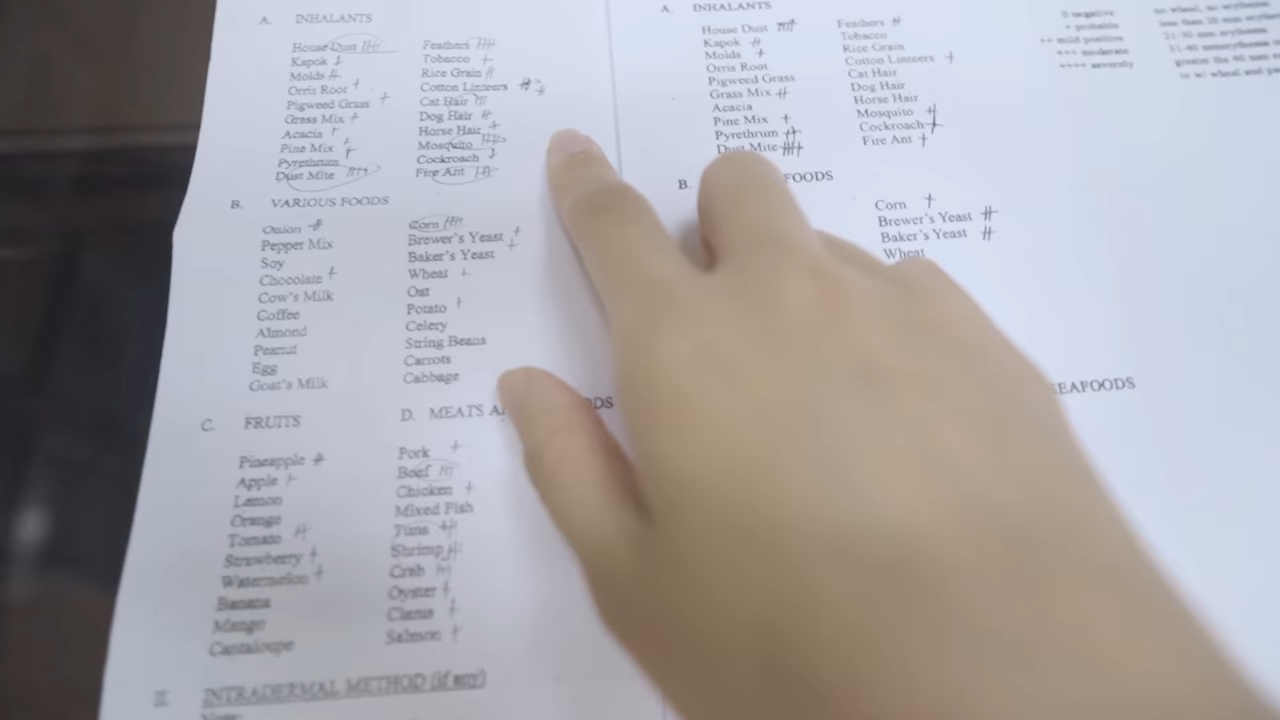 A. INHALANTS
House Dust ++++
Feathers ++++
Kapok +
Tobacco +
Molds ++
Rice Grain
Orris Root +
Cotton Linteers
Pigweed Grass +
Cat Hair +++
Grass Mix +
Dog Hair ++
Acacia +
Horse Hair +
Pine Mix +
Mosquito ++++
Pyrethrum +
Cockroach +
Dust Mite ++++
Fire Ant
B. VARIOUS FOODS
Onion ++
Corn ++++
Pepper Mix
Brewer's Yeast +
Soy
Baker's Yeast +
Chocolate +
Wheat +
Cow's Milk
Oat
Coffee
Potato +
Almond
Celery
Peanut
String Beans
Egg
Carrots
Goat's Milk
Cabbage
C. FRUITS
D. MEATS
Pineapple ++
Pork +
Apple +
Beef +++
Lemon
Chicken +
Orange
Mixed Fish
Tomato ++
Tuna ++
Strawberry +
Shrimp
Watermelon +
Crab
Banana
Oyster +
Mango
Clams +
Cantaloupe
Salmon +
II. INTRADERMAL METHOD (if any)
Note:
A. INHALANTS
House Dust ++++
Feathers ++
Kapok ++
Tobacco
Molds +
Rice Grain
Orris Root
Cotton Linteers +
Pigweed Grass
Cat Hair
Grass Mix ++
Dog Hair
Acacia
Horse Hair
Pine Mix +
Mosquito ++
Pyrethrum ++
Cockroach +
Dust Mite ++++
Fire Ant +
B. FOODS
Corn +
Brewer's Yeast ++
Baker's Yeast ++
Wheat
SEAFOODS
0 negative
+ probable
++ mild positive
+++ moderate
++++ severely